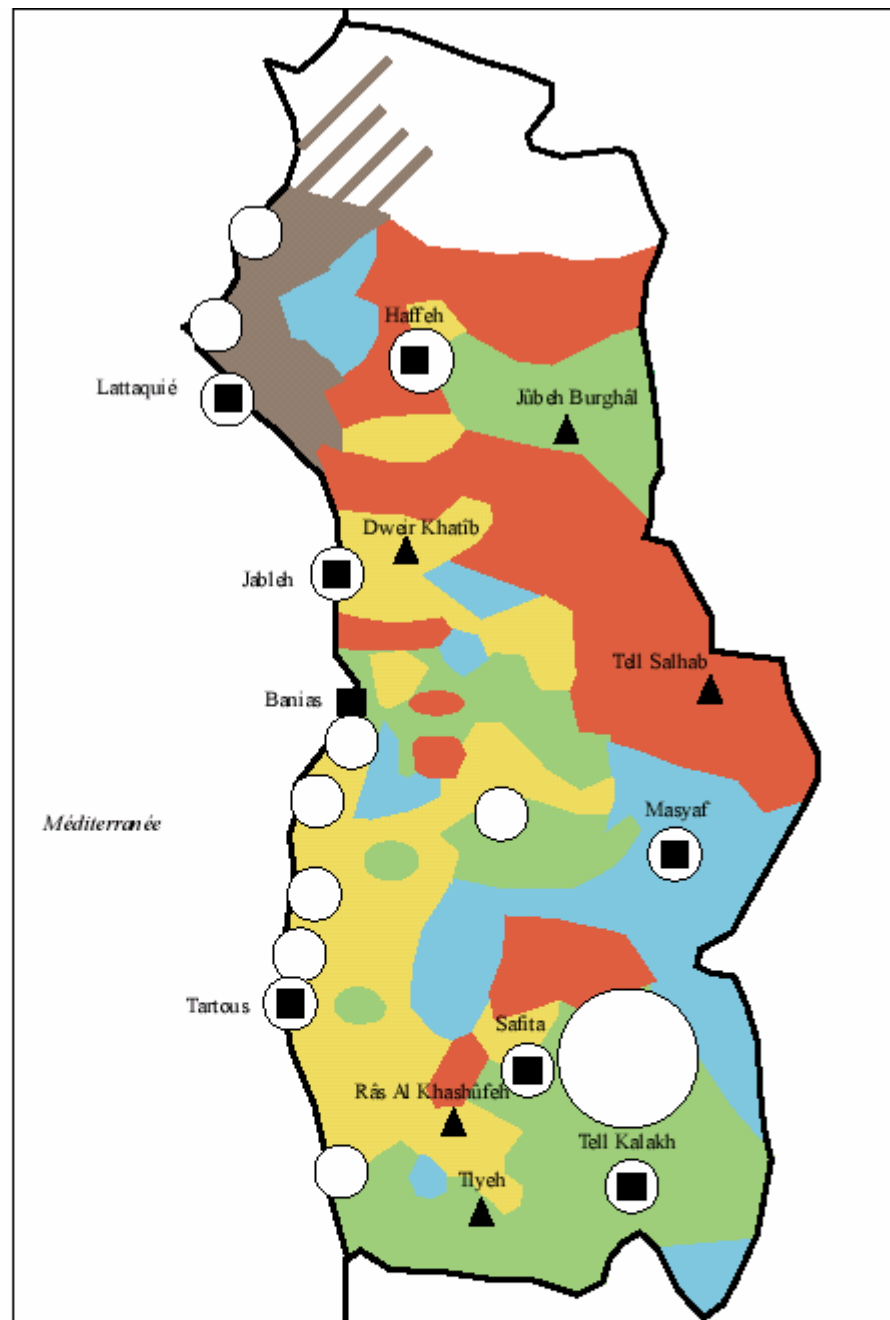 Haffeh
Lattaquié
Jûbeh Burghâl
Dweir Khatîb
Jableh
Tell Salhab
Banias
Masyaf
Méditerranée
Tartous
Safita
Râs Al Khashûfeh
Tell Kalakh
Tlyeh